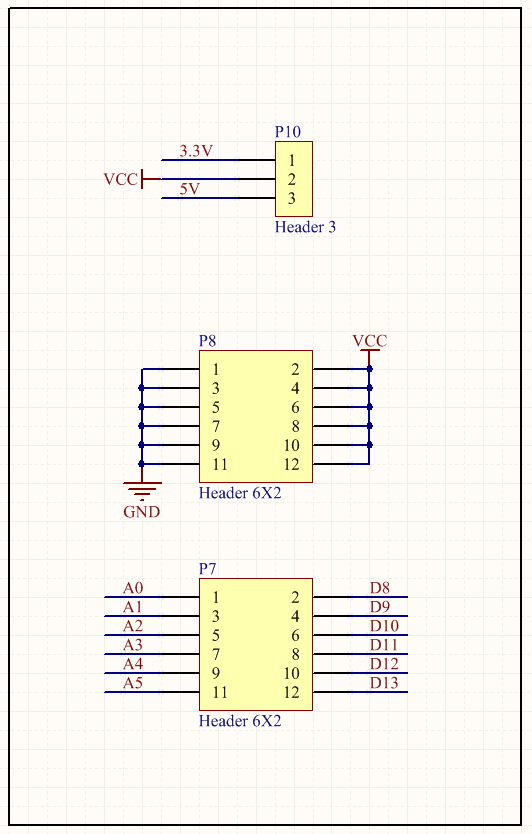 P10
3.3V
1
VCC
2
5V
3
Header 3
P8
VCC
1 2
3 4
5 6
7 8
9 10
11 12
Header 6X2
GND
P7
A0 1 2 D8
A1 3 4 D9
A2 5 6 D10
A3 7 8 D11
A4 9 10 D12
A5 11 12 D13
Header 6X2